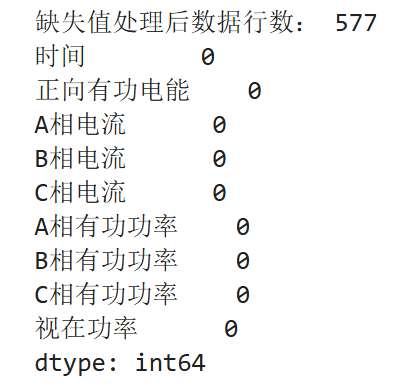 缺失值处理后数据行数： 577
时间 0
正向有功电能 0
A相电流 0
B相电流 0
C相电流 0
A相有功功率 0
B相有功功率 0
C相有功功率 0
视在功率 0
dtype: int64